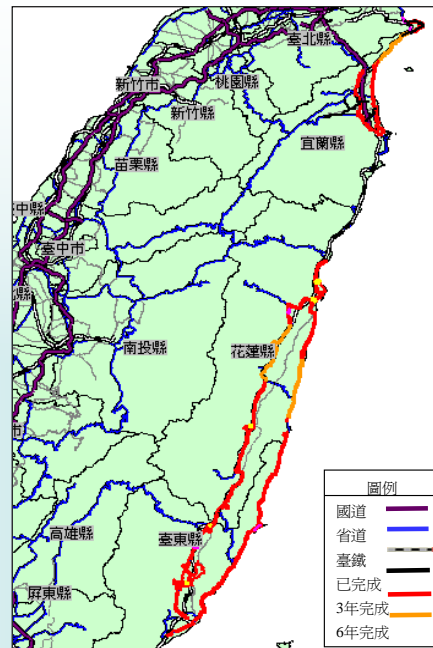 臺北縣
桃園縣
新竹市
新竹縣
宜蘭縣
苗栗縣
中縣
臺中市
縣
南投縣
花蓮縣
市
高雄縣
臺東縣
屏東縣
圖例
國道
省道
臺鐵
已完成
3年完成
6年完成